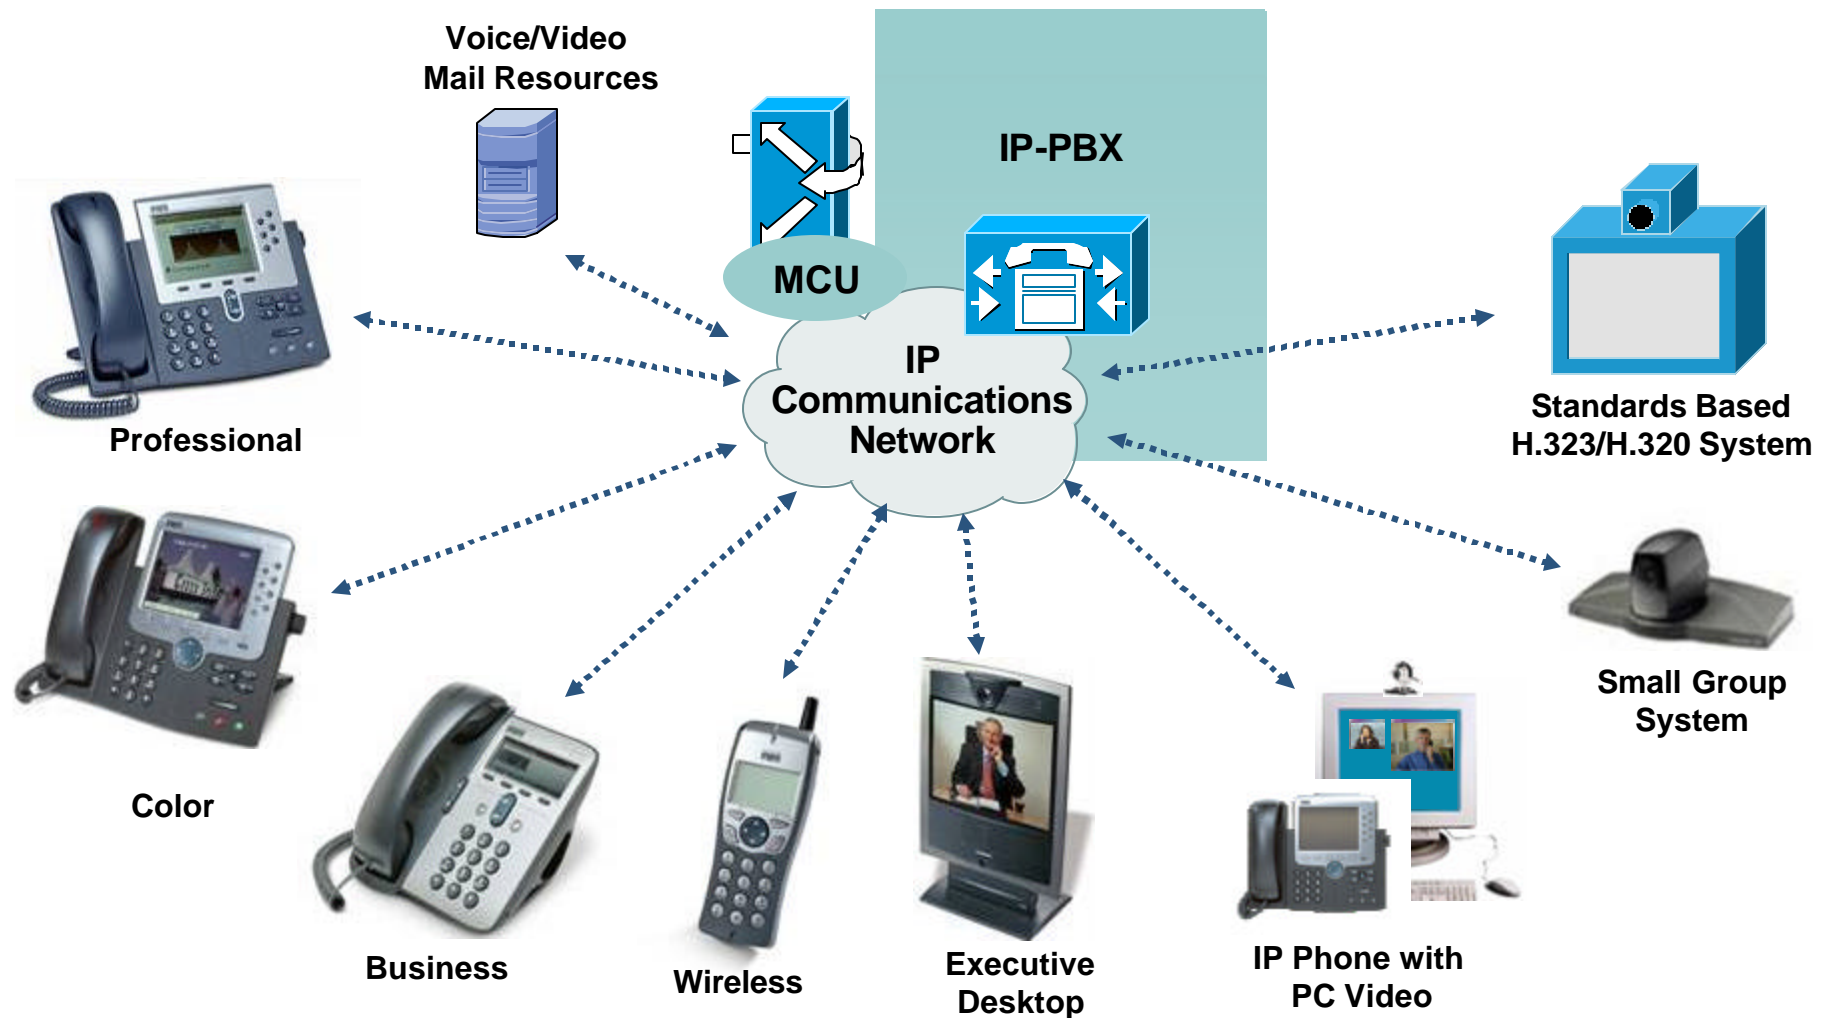 Voice/Video
Mail Resources
IP-PBX
MCU
IP
Communications
Network
Professional
Standards Based
H.323/H.320 System
Color
Small Group
System
Business
Wireless
Executive
Desktop
IP Phone with
PC Video